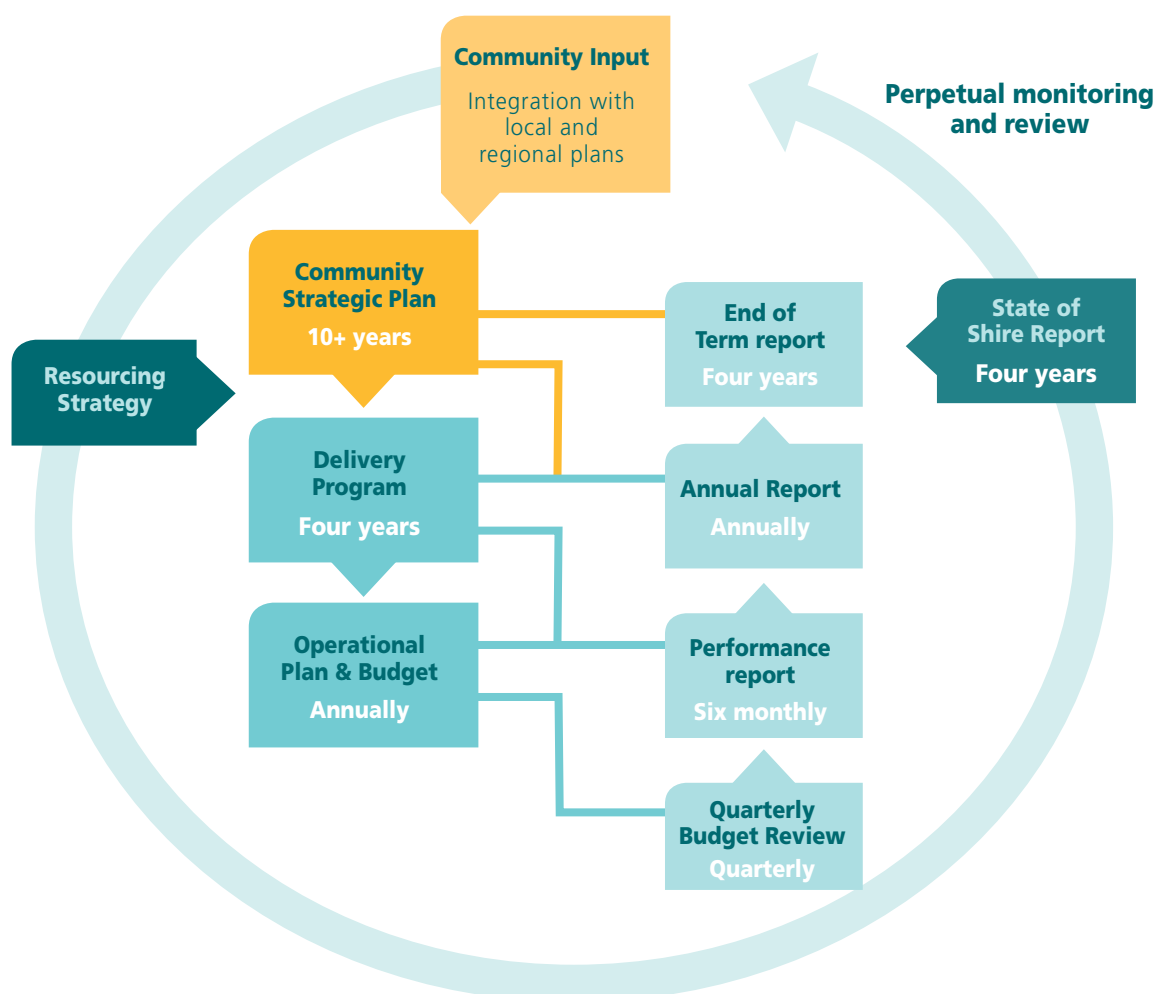 Community Input
Integration with
local and
regional plans
Perpetual monitoring
and review
Community
Strategic Plan
10+ years
End of
Term report
Four years
State of
Shire Report
Four years
Resourcing
Strategy
Delivery
Program
Four years
Annual Report
Annually
Operational
Plan & Budget
Annually
Performance
report
Six monthly
Quarterly
Budget Review
Quarterly